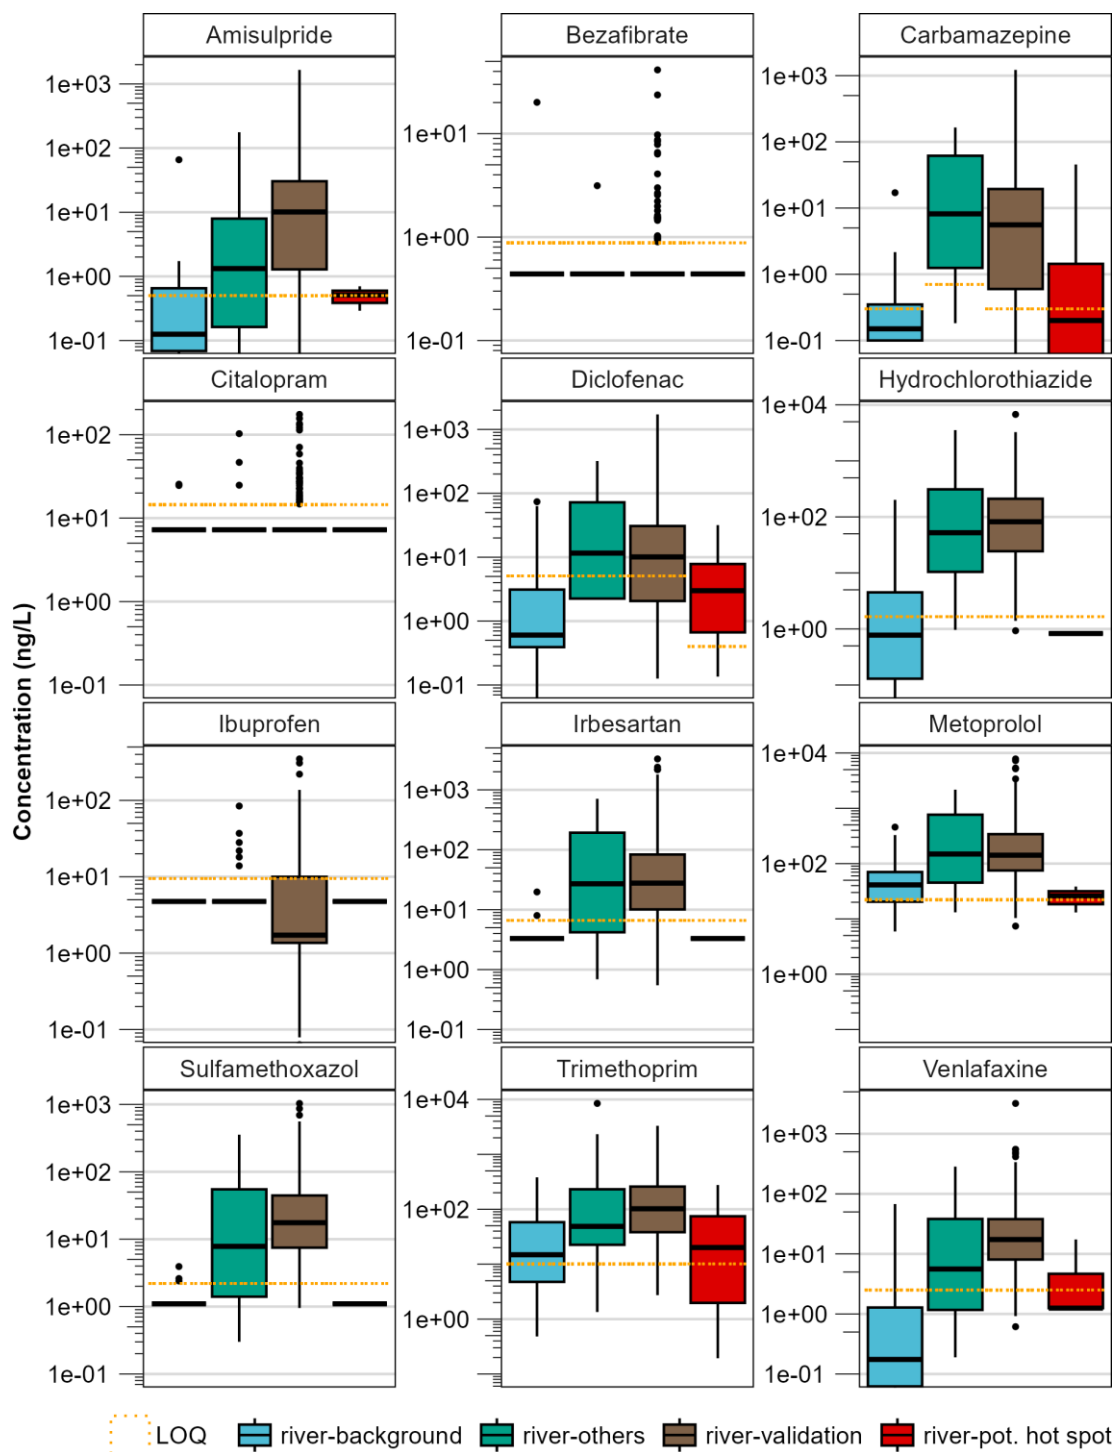 Amisulpride Bezafibrate Carbamazepine
1e+03
1e+02
1e+01
1e+00
1e-01
1e+01
1e+00
1e-01
1e+03
1e+02
1e+01
1e+00
1e-01
Citalopram Diclofenac Hydrochlorothiazide
1e+02
1e+01
1e+00
1e-01
1e+03
1e+02
1e+01
1e+00
1e-01
1e+04
1e+02
1e+00
Concentration (ng/L)
Ibuprofen Irbesartan Metoprolol
1e+02
1e+01
1e+00
1e-01
1e+03
1e+02
1e+01
1e+00
1e-01
1e+04
1e+02
1e+00
Sulfamethoxazol Trimethoprim Venlafaxine
1e+03
1e+02
1e+01
1e+00
1e-01
1e+04
1e+02
1e+00
1e+03
1e+02
1e+01
1e+00
1e-01
LOQ river-background river-others river-validation river-pot. hot spot